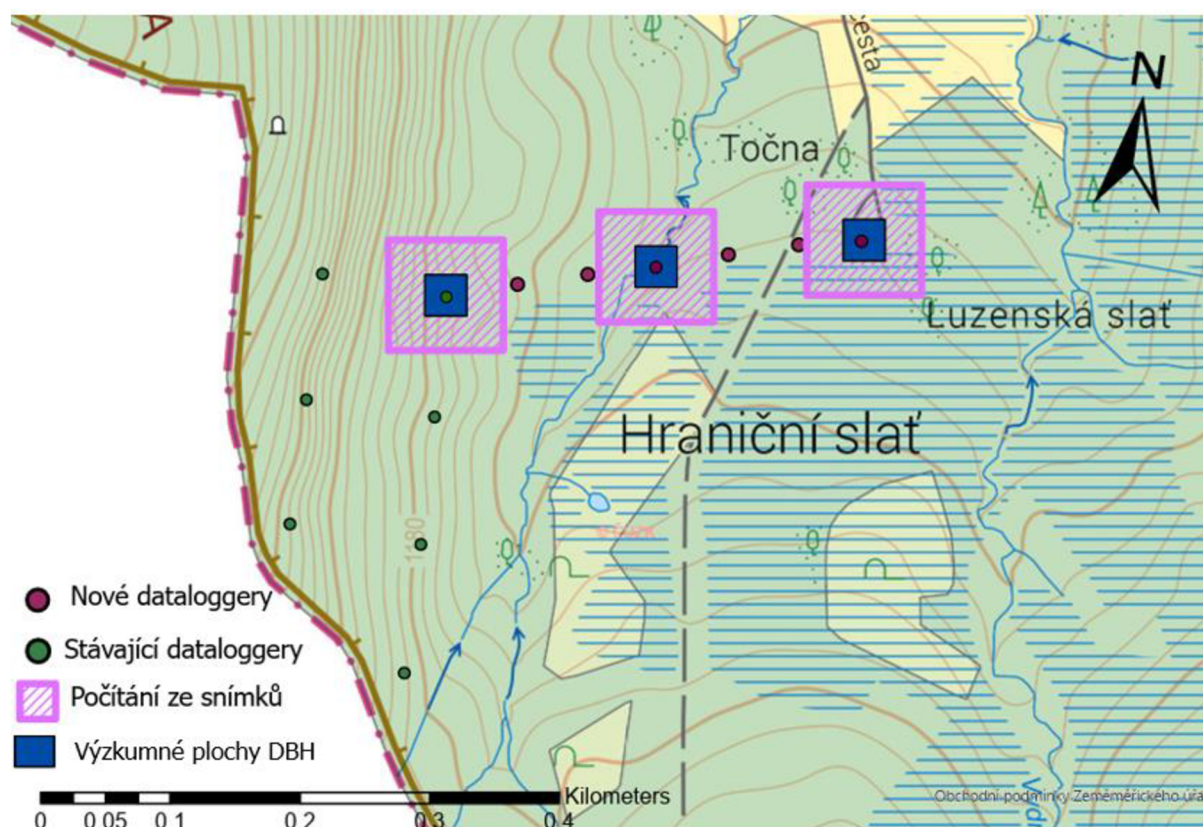 A
cesta
N
Točna
Luzenská slať
Hraniční slať
1180
Nové dataloggery
Stávající dataloggery
Počítání ze snímků
Výzkumné plochy DBH
Kilometers
0 0.05 0.1 0.2 0.3 0.4
Obchodní podmínky Zeměměřického úřa